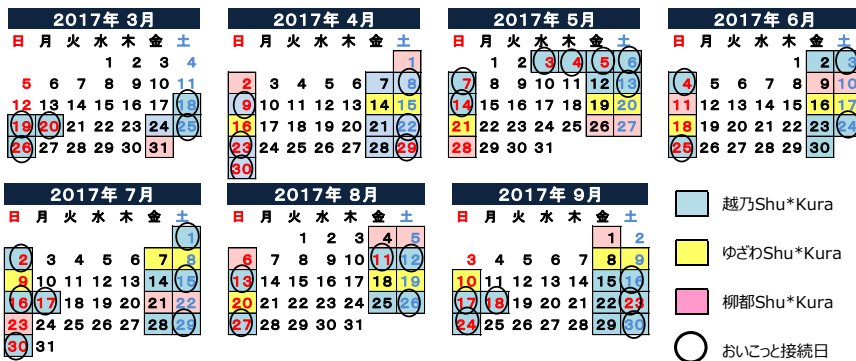 2017年 3月
日 月 火 水 木 金 土
1 2 3 4
5 6 7 8 9 10 11
12 13 14 15 16 17 18
19 20 21 22 23 24 25
26 27 28 29 30 31
2017年 4月
日 月 火 水 木 金 土
1
2 3 4 5 6 7 8
9 10 11 12 13 14 15
16 17 18 19 20 21 22
23 24 25 26 27 28 29
30
2017年 5月
日 月 火 水 木 金 土
1 2 3 4 5 6
7 8 9 10 11 12 13
14 15 16 17 18 19 20
21 22 23 24 25 26 27
28 29 30 31
2017年 6月
日 月 火 水 木 金 土
1 2 3
4 5 6 7 8 9 10
11 12 13 14 15 16 17
18 19 20 21 22 23 24
25 26 27 28 29 30
2017年 7月
日 月 火 水 木 金 土
1
2 3 4 5 6 7 8
9 10 11 12 13 14 15
16 17 18 19 20 21 22
23 24 25 26 27 28 29
30 31
2017年 8月
日 月 火 水 木 金 土
1 2 3 4 5
6 7 8 9 10 11 12
13 14 15 16 17 18 19
20 21 22 23 24 25 26
27 28 29 30 31
2017年 9月
日 月 火 水 木 金 土
1 2
3 4 5 6 7 8 9
10 11 12 13 14 15 16
17 18 19 20 21 22 23
24 25 26 27 28 29 30
越乃Shu*Kura
ゆざわShu*Kura
柳都Shu*Kura
おいこっと接続日